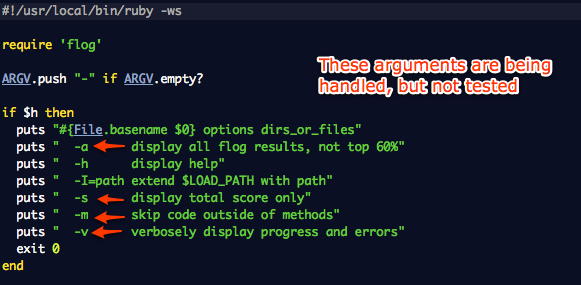 #!/usr/local/bin/ruby -ws
require 'flog'
These arguments are being
handled, but not tested
ARGV.push "-" if ARGV.empty?
if $h then
  puts "#{File.basename $0} options dirs_or_files"
  puts "  -a      display all flog results, not top 60%"
  puts "  -h      display help"
  puts "  -I=path extend $LOAD_PATH with path"
  puts "  -s      display total score only"
  puts "  -m      skip code outside of methods"
  puts "  -v      verbosely display progress and errors"
  exit 0
end